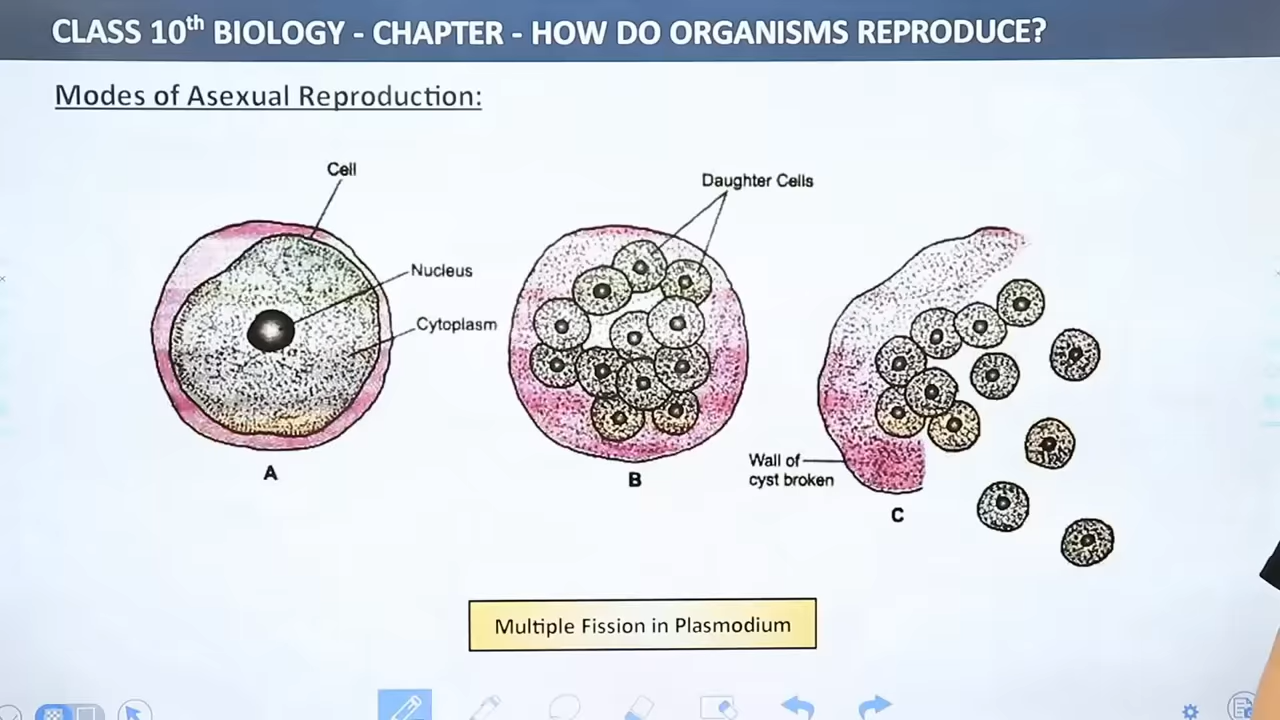 CLASS 10th BIOLOGY - CHAPTER - HOW DO ORGANISMS REPRODUCE?
Modes of Asexual Reproduction:
Cell
Nucleus
Cytoplasm
A
Daughter Cells
B
Wall of
cyst broken
C
Multiple Fission in Plasmodium